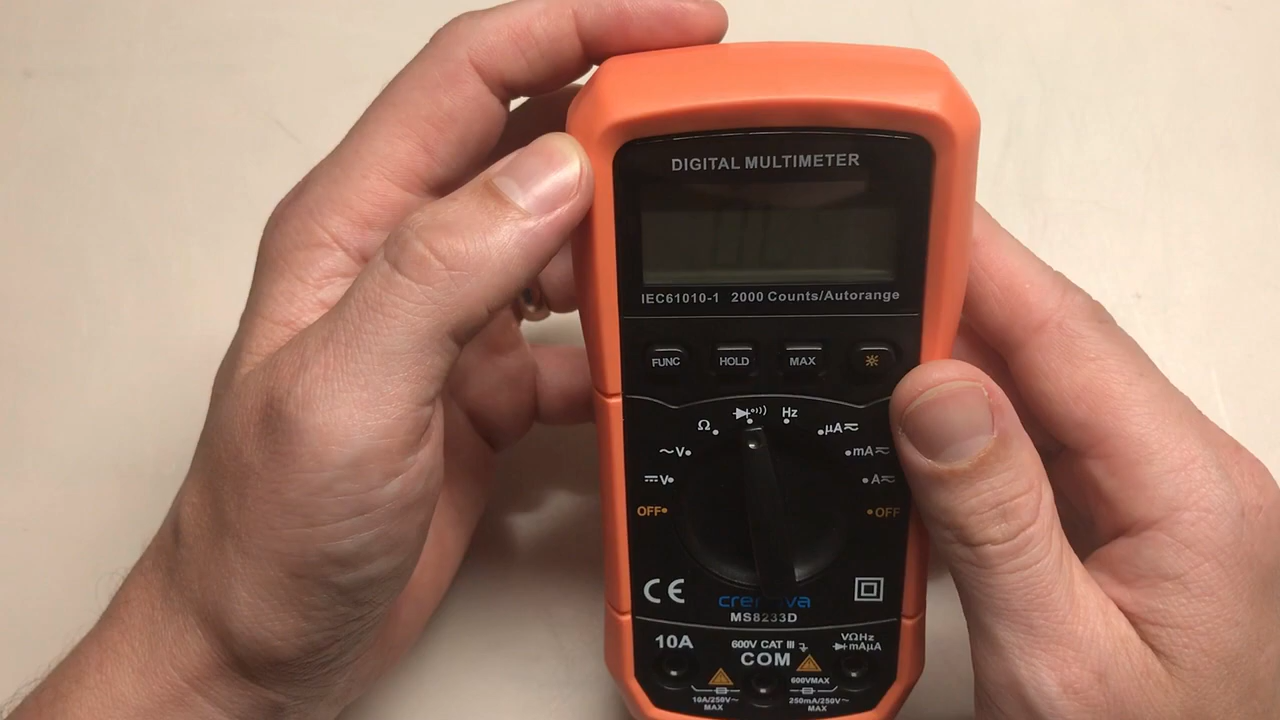 DIGITAL MULTIMETER
IEC61010-1 2000 Counts/Autorange
FUNC HOLD MAX
Hz
Ω
μA
~V
mA
V
A
OFF
OFF
CE
MS8233D
10A
600V CAT III
VΩHz
mAμA
COM
600VMAX
10A/250V~
MAX
250mA/250V~
MAX